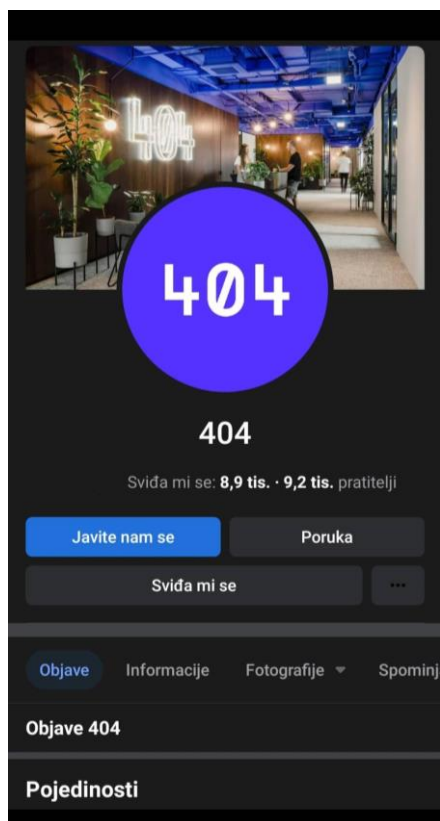 404
404
404
Sviđa mi se: 8,9 tis. · 9,2 tis. pratitelji
Javite nam se
Poruka
Sviđa mi se
Objave
Informacije
Fotografije
Spominj
Objave 404
Pojedinosti